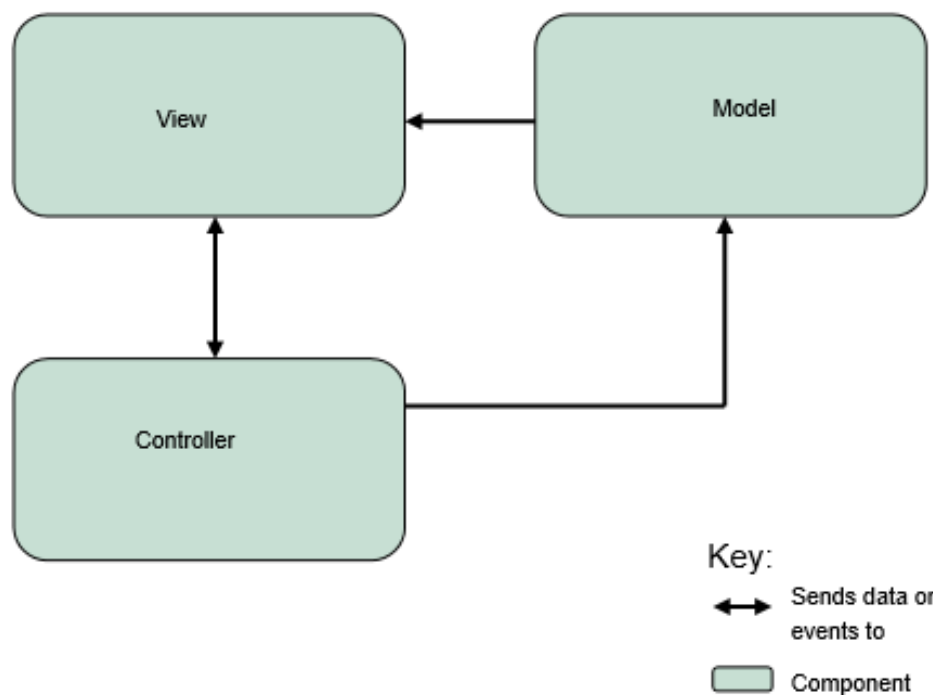 View
Model
Controller
Key:
Sends data or
events to
Component